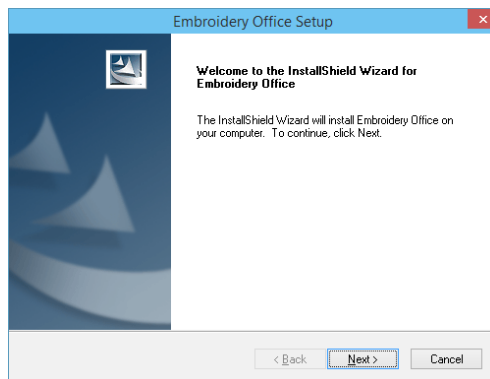 Embroidery Office Setup
Welcome to the InstallShield Wizard for
Embroidery Office
The InstallShield Wizard will install Embroidery Office on
your computer. To continue, click Next.
< Back
Next >
Cancel